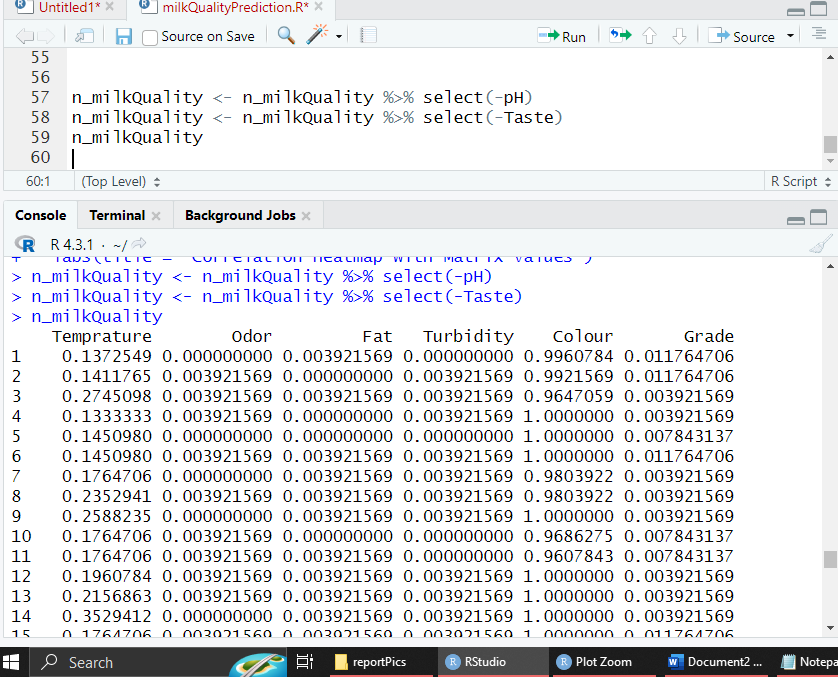 Untitled1* milkQualityPrediction.R*
Source on Save Run Source
55
56
57 n_milkQuality <- n_milkQuality %>% select(-pH)
58 n_milkQuality <- n_milkQuality %>% select(-Taste)
59 n_milkQuality
60
60:1 (Top Level) R Script
Console Terminal Background Jobs
R R 4.3.1 · ~/
+ labs(title = "Correlation Heatmap with Matrix Values")
> n_milkQuality <- n_milkQuality %>% select(-pH)
> n_milkQuality <- n_milkQuality %>% select(-Taste)
> n_milkQuality
Temprature Odor Fat Turbidity Colour Grade
1 0.1372549 0.000000000 0.003921569 0.000000000 0.9960784 0.011764706
2 0.1411765 0.003921569 0.000000000 0.003921569 0.9921569 0.011764706
3 0.2745098 0.003921569 0.003921569 0.003921569 0.9647059 0.003921569
4 0.1333333 0.003921569 0.000000000 0.003921569 1.0000000 0.003921569
5 0.1450980 0.000000000 0.000000000 0.000000000 1.0000000 0.007843137
6 0.1450980 0.003921569 0.003921569 0.003921569 1.0000000 0.011764706
7 0.1764706 0.000000000 0.003921569 0.003921569 0.9803922 0.003921569
8 0.2352941 0.003921569 0.003921569 0.003921569 0.9803922 0.003921569
9 0.2588235 0.000000000 0.003921569 0.003921569 1.0000000 0.003921569
10 0.1764706 0.003921569 0.000000000 0.000000000 0.9686275 0.007843137
11 0.1764706 0.003921569 0.003921569 0.000000000 0.9607843 0.007843137
12 0.1960784 0.003921569 0.003921569 0.003921569 1.0000000 0.003921569
13 0.2156863 0.003921569 0.003921569 0.003921569 1.0000000 0.003921569
14 0.3529412 0.000000000 0.003921569 0.003921569 1.0000000 0.003921569
15 0.1764706 0.003921569 0.003921569 0.003921569 1.0000000 0.011764706
Search reportPics R RStudio R Plot Zoom W Document2 ... Notepa